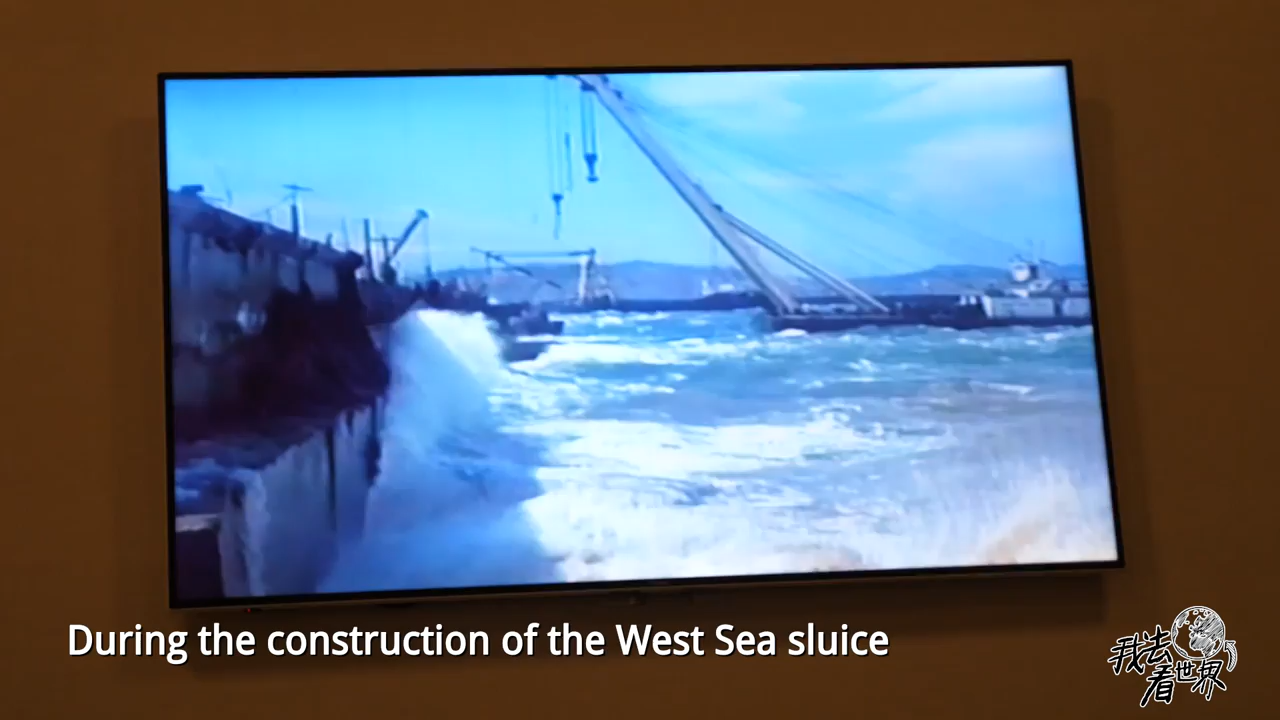 During the construction of the West Sea sluice
我去
看世界